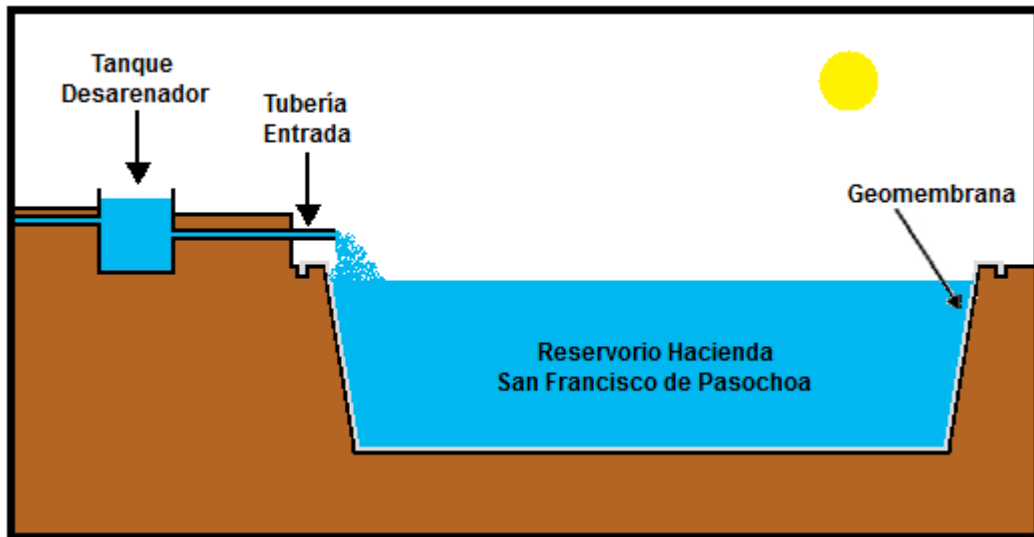 Tanque
Desarenador
Tubería
Entrada
Geomembrana
Reservorio Hacienda
San Francisco de Pasochoa